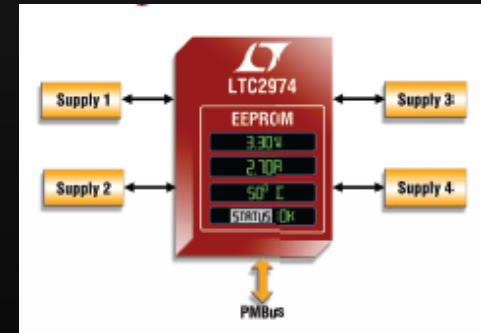 LTC2974
Supply 1
Supply 3
EEPROM
3.30V
2.70A
Supply 2
Supply 4
50° C
STATUS: OK
PMBus